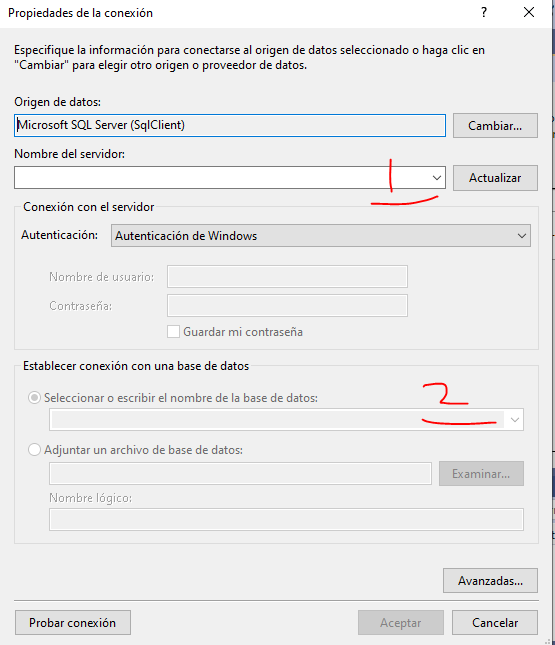 Propiedades de la conexión
?
Especifique la información para conectarse al origen de datos seleccionado o haga clic en
"Cambiar" para elegir otro origen o proveedor de datos.
Origen de datos:
Microsoft SQL Server (SqlClient)
Cambiar...
Nombre del servidor:
1
Actualizar
Conexión con el servidor
Autenticación:
Autenticación de Windows
Nombre de usuario:
Contraseña:
Guardar mi contraseña
Establecer conexión con una base de datos
Seleccionar o escribir el nombre de la base de datos:
2
Adjuntar un archivo de base de datos:
Examinar...
Nombre lógico:
Avanzadas...
Probar conexión
Aceptar
Cancelar